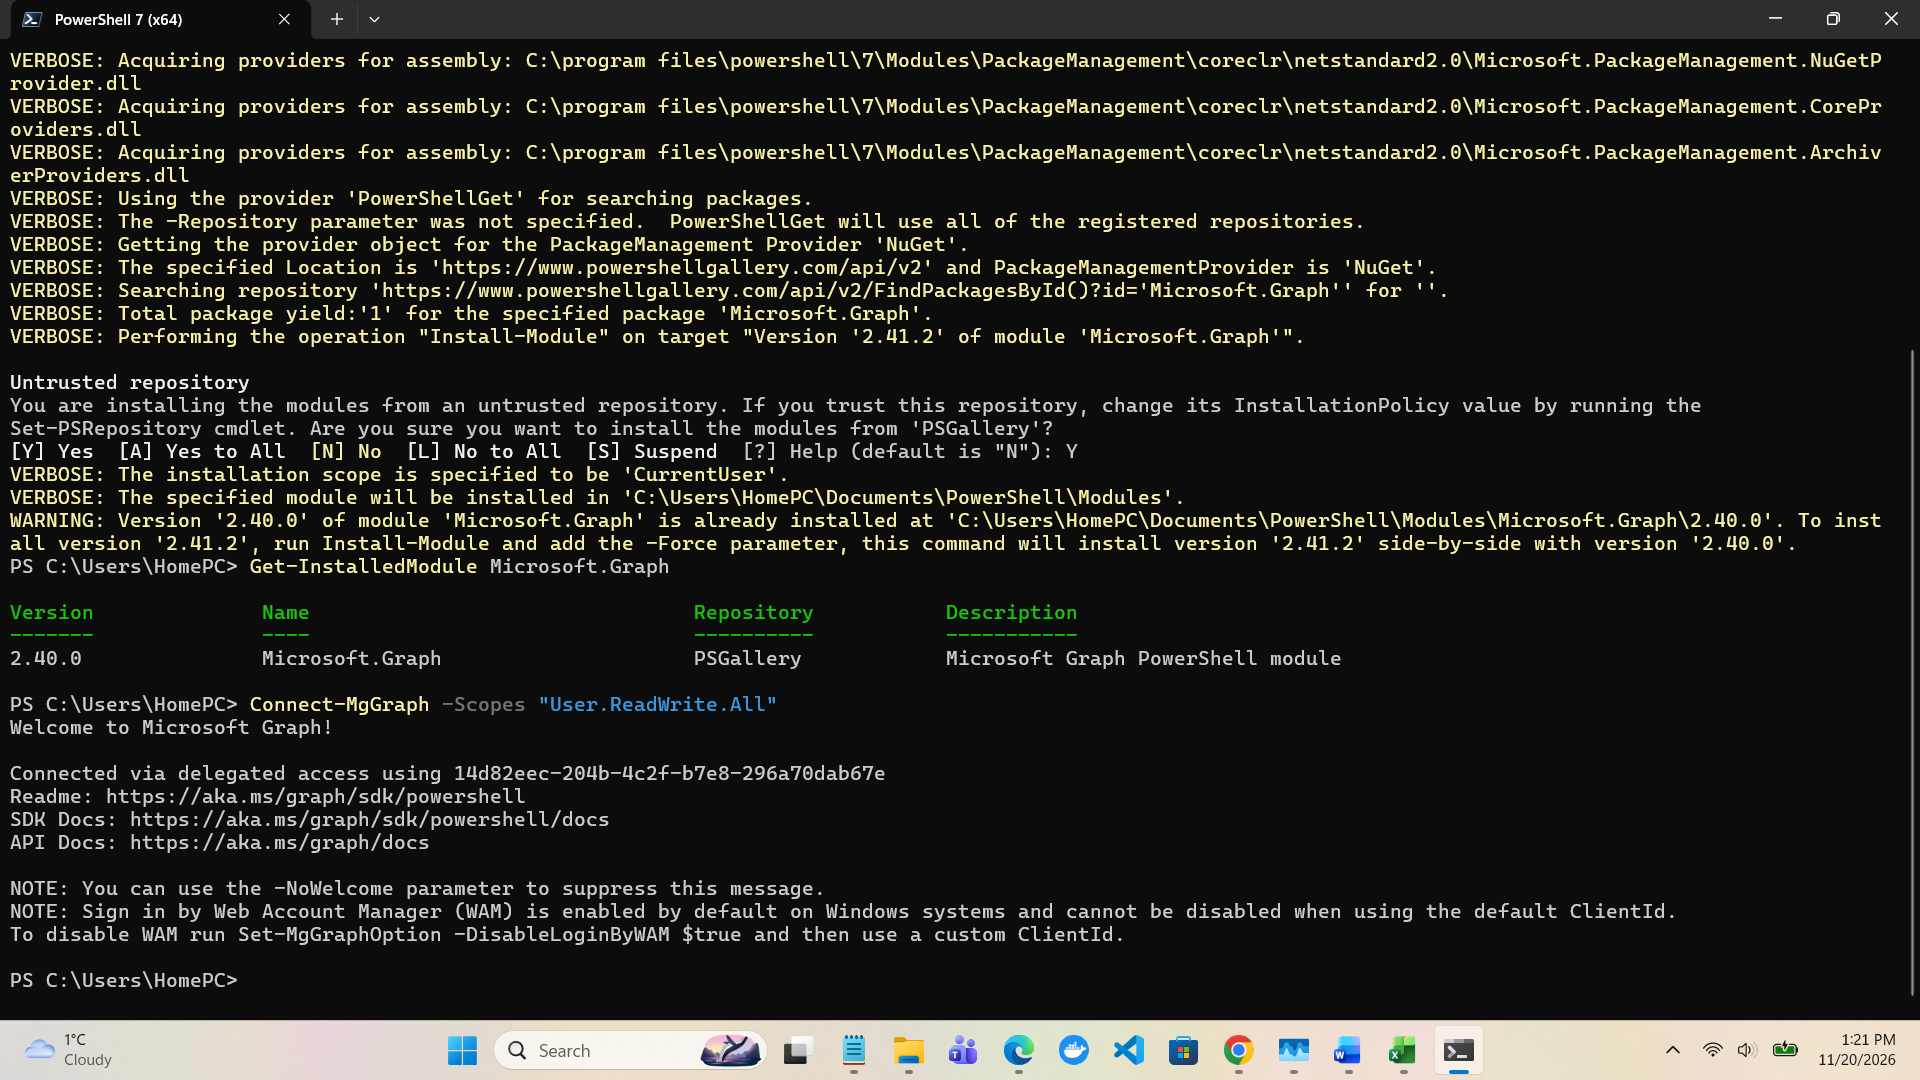 PowerShell 7 (x64)
VERBOSE: Acquiring providers for assembly: C:\program files\powershell\7\Modules\PackageManagement\coreclr\netstandard2.0\Microsoft.PackageManagement.NuGetP
rovider.dll
VERBOSE: Acquiring providers for assembly: C:\program files\powershell\7\Modules\PackageManagement\coreclr\netstandard2.0\Microsoft.PackageManagement.CorePr
oviders.dll
VERBOSE: Acquiring providers for assembly: C:\program files\powershell\7\Modules\PackageManagement\coreclr\netstandard2.0\Microsoft.PackageManagement.Archiv
erProviders.dll
VERBOSE: Using the provider 'PowerShellGet' for searching packages.
VERBOSE: The -Repository parameter was not specified.  PowerShellGet will use all of the registered repositories.
VERBOSE: Getting the provider object for the PackageManagement Provider 'NuGet'.
VERBOSE: The specified Location is 'https://www.powershellgallery.com/api/v2' and PackageManagementProvider is 'NuGet'.
VERBOSE: Searching repository 'https://www.powershellgallery.com/api/v2/FindPackagesById()?id='Microsoft.Graph'' for ''.
VERBOSE: Total package yield:'1' for the specified package 'Microsoft.Graph'.
VERBOSE: Performing the operation "Install-Module" on target "Version '2.41.2' of module 'Microsoft.Graph'".
Untrusted repository
You are installing the modules from an untrusted repository. If you trust this repository, change its InstallationPolicy value by running the
Set-PSRepository cmdlet. Are you sure you want to install the modules from 'PSGallery'?
[Y] Yes  [A] Yes to All  [N] No  [L] No to All  [S] Suspend  [?] Help (default is "N"): Y
VERBOSE: The installation scope is specified to be 'CurrentUser'.
VERBOSE: The specified module will be installed in 'C:\Users\HomePC\Documents\PowerShell\Modules'.
WARNING: Version '2.40.0' of module 'Microsoft.Graph' is already installed at 'C:\Users\HomePC\Documents\PowerShell\Modules\Microsoft.Graph\2.40.0'. To inst
all version '2.41.2', run Install-Module and add the -Force parameter, this command will install version '2.41.2' side-by-side with version '2.40.0'.
PS C:\Users\HomePC> Get-InstalledModule Microsoft.Graph
Version Name Repository Description
------- ---- ---------- -----------
2.40.0 Microsoft.Graph PSGallery Microsoft Graph PowerShell module
PS C:\Users\HomePC> Connect-MgGraph -Scopes "User.ReadWrite.All"
Welcome to Microsoft Graph!
Connected via delegated access using 14d82eec-204b-4c2f-b7e8-296a70dab67e
Readme: https://aka.ms/graph/sdk/powershell
SDK Docs: https://aka.ms/graph/sdk/powershell/docs
API Docs: https://aka.ms/graph/docs
NOTE: You can use the -NoWelcome parameter to suppress this message.
NOTE: Sign in by Web Account Manager (WAM) is enabled by default on Windows systems and cannot be disabled when using the default ClientId.
To disable WAM run Set-MgGraphOption -DisableLoginByWAM $true and then use a custom ClientId.
PS C:\Users\HomePC>
1°C
Cloudy
Search
1:21 PM
11/20/2026